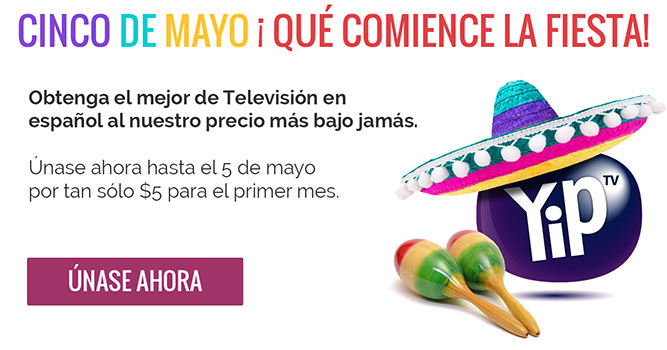 CINCO DE MAYO ¡ QUÉ COMIENCE LA FIESTA!
Obtenga el mejor de Televisión en
español al nuestro precio más bajo jamás.
Únase ahora hasta el 5 de mayo
por tan sólo $5 para el primer mes.
ÚNASE AHORA
Yip TV